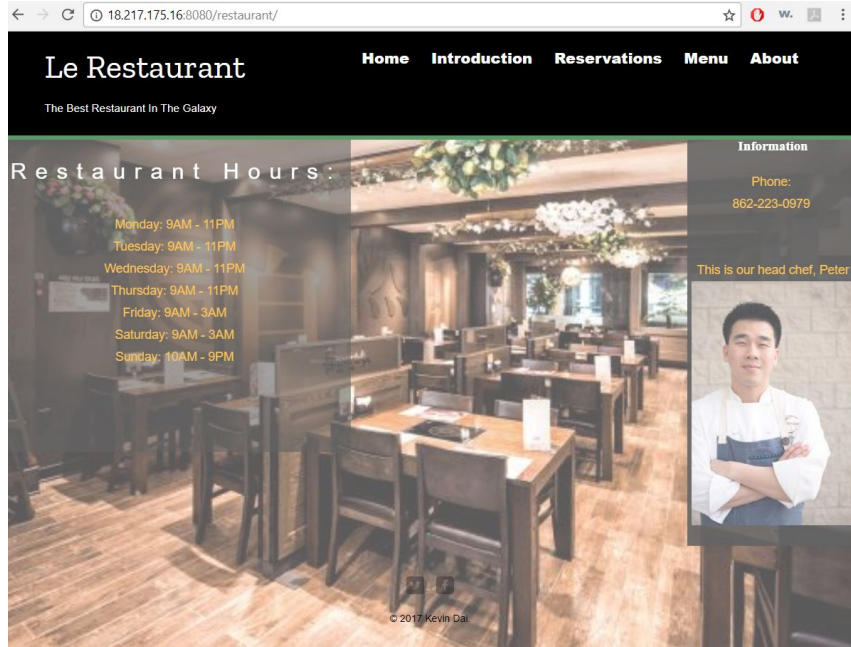 18.217.175.16:8080/restaurant/
w.
Le Restaurant
Home Introduction Reservations Menu About
The Best Restaurant In The Galaxy
Restaurant Hours:
Monday: 9AM - 11PM
Tuesday: 9AM - 11PM
Wednesday: 9AM - 11PM
Thursday: 9AM - 11PM
Friday: 9AM - 3AM
Saturday: 9AM - 3AM
Sunday: 10AM - 9PM
Information
Phone:
862-223-0979
This is our head chef, Peter
© 2017 Kevin Dai